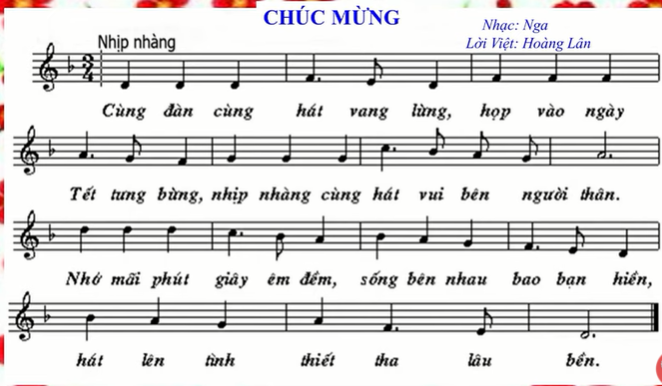 CHÚC MỪNG
Nhạc: Nga
Lời Việt: Hoàng Lân
Nhịp nhàng
3
4
Cùng đàn cùng hát vang lừng, họp vào ngày
Tết tưng bừng, nhịp nhàng cùng hát vui bên người thân.
Nhớ mãi phút giây êm đềm, sống bên nhau bao bạn hiền,
hát lên tình thiết tha lâu bền.